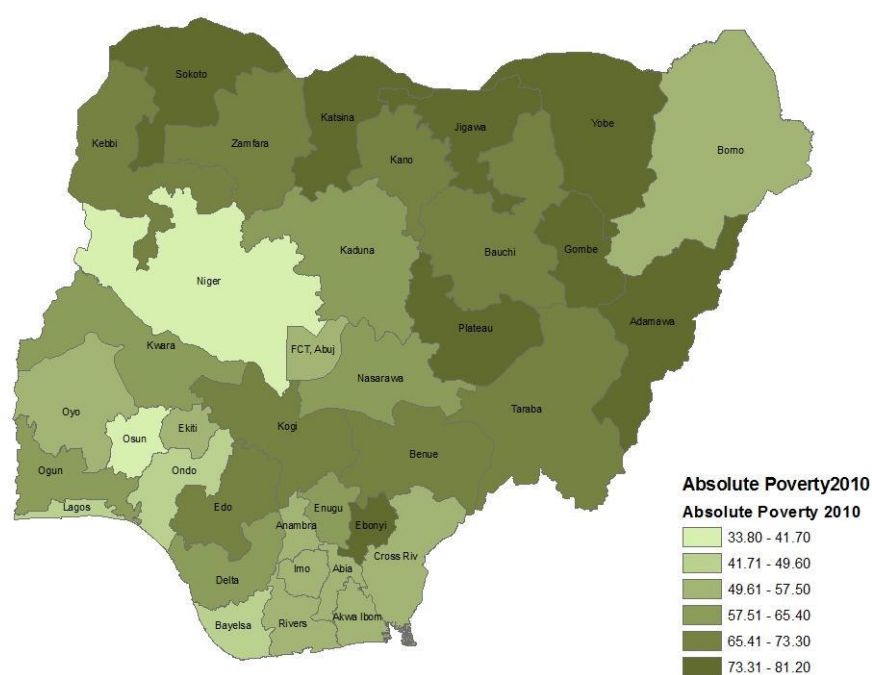 Sokoto
Katsina
Jigawa
Yobe
Borno
Kebbi
Zamfara
Kano
Kaduna
Bauchi
Gombe
Niger
Adamawa
Plateau
Kwara
FCT, Abuj
Nasarawa
Taraba
Oyo
Osun
Ekiti
Kogi
Benue
Ogun
Ondo
Lagos
Edo
Enugu
Ebonyi
Anambra
Cross Riv
Delta
Imo
Abia
Bayelsa
Rivers
Akwa Ibom
Absolute Poverty2010
Absolute Poverty 2010
33.80 - 41.70
41.71 - 49.60
49.61 - 57.50
57.51 - 65.40
65.41 - 73.30
73.31 - 81.20